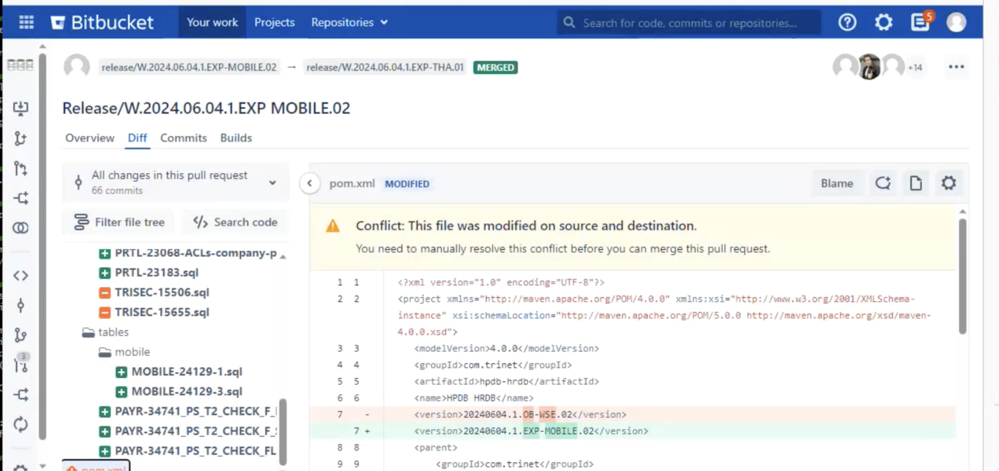 Bitbucket
Your work
Projects
Repositories
Search for code, commits or repositories...
5
release/W.2024.06.04.1.EXP-MOBILE.02 → release/W.2024.06.04.1.EXP-THA.01 MERGED
+14
Release/W.2024.06.04.1.EXP MOBILE.02
Overview
Diff
Commits
Builds
All changes in this pull request
66 commits
Filter file tree
Search code
PRTL-23068-ACLs-company-p
PRTL-23183.sql
TRISEC-15506.sql
TRISEC-15655.sql
tables
mobile
MOBILE-24129-1.sql
MOBILE-24129-3.sql
PAYR-34741_PS_T2_CHECK_F_
PAYR-34741_PS_T2_CHECK_F_
PAYR-34741_PS_T2_CHECK_FL
pom.xml
3
pom.xml MODIFIED
Blame
Conflict: This file was modified on source and destination.
You need to manually resolve this conflict before you can merge this pull request.
1 1 <?xml version="1.0" encoding="UTF-8"?>
2 2 <project xmlns="http://maven.apache.org/POM/4.0.0" xmlns:xsi="http://www.w3.org/2001/XMLSchema-
instance" xsi:schemaLocation="http://maven.apache.org/POM/5.0.0 http://maven.apache.org/xsd/maven-
4.0.0.xsd">
3 3 <modelVersion>4.0.0</modelVersion>
4 4 <groupId>com.trinet</groupId>
5 5 <artifactId>hpdb-hrdb</artifactId>
6 6 <name>HPDB HRDB</name>
7 - <version>20240604.1.OB-WSE.02</version>
7 + <version>20240604.1.EXP-MOBILE.02</version>
8 8 <parent>
9 9 <groupId>com.trinet</groupId>